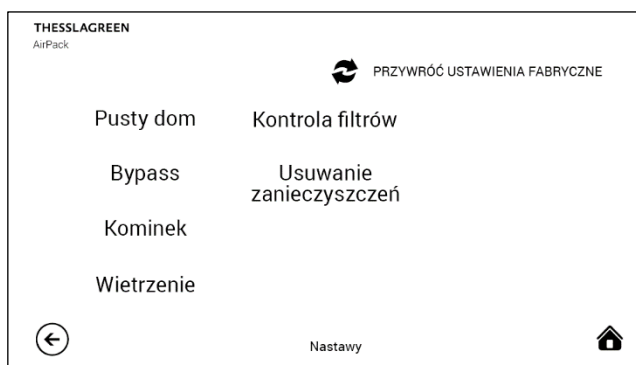 THESSLAGREEN
AirPack
PRZYWRÓĆ USTAWIENIA FABRYCZNE
Pusty dom
Kontrola filtrów
Bypass
Usuwanie
zanieczyszczeń
Kominek
Wietrzenie
Nastawy